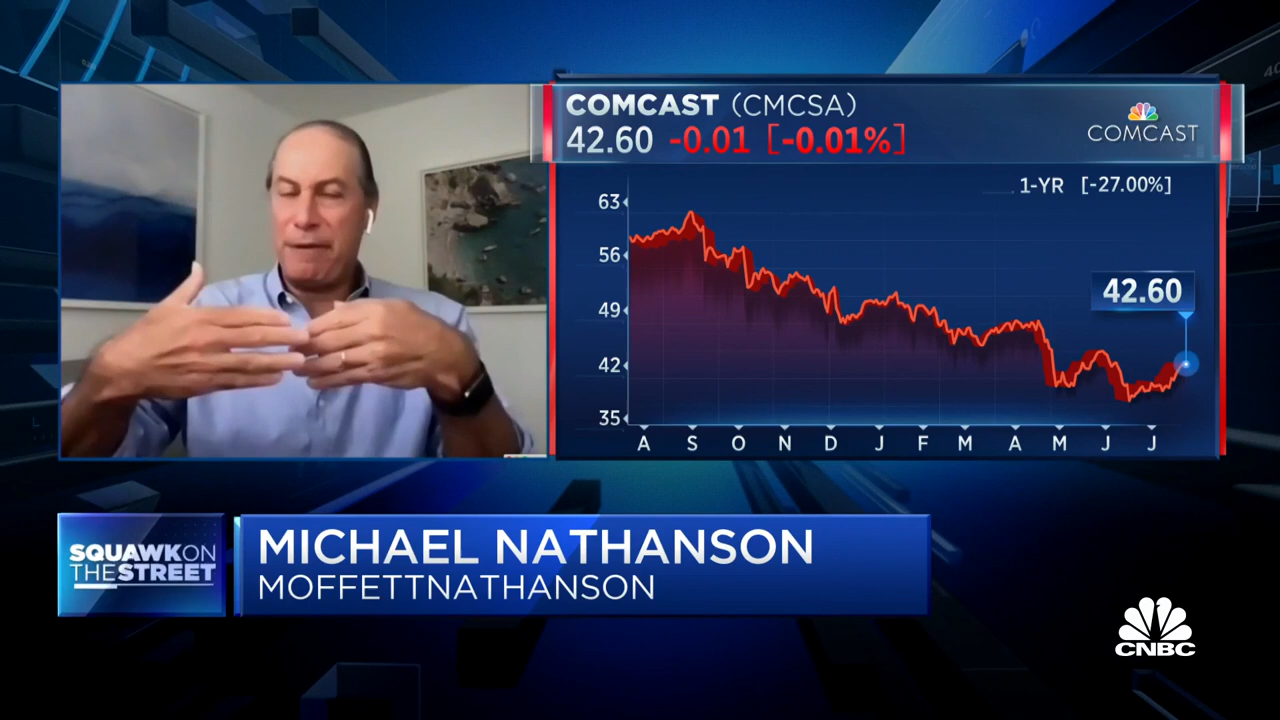 COMCAST (CMCSA)
42.60 -0.01 [-0.01%]
COMCAST
1-YR [-27.00%]
63
56
49
42
35
42.60
A S O N D J F M A M J J
SQUAWK ON
THE STREET
MICHAEL NATHANSON
MOFFETTNATHANSON
CNBC